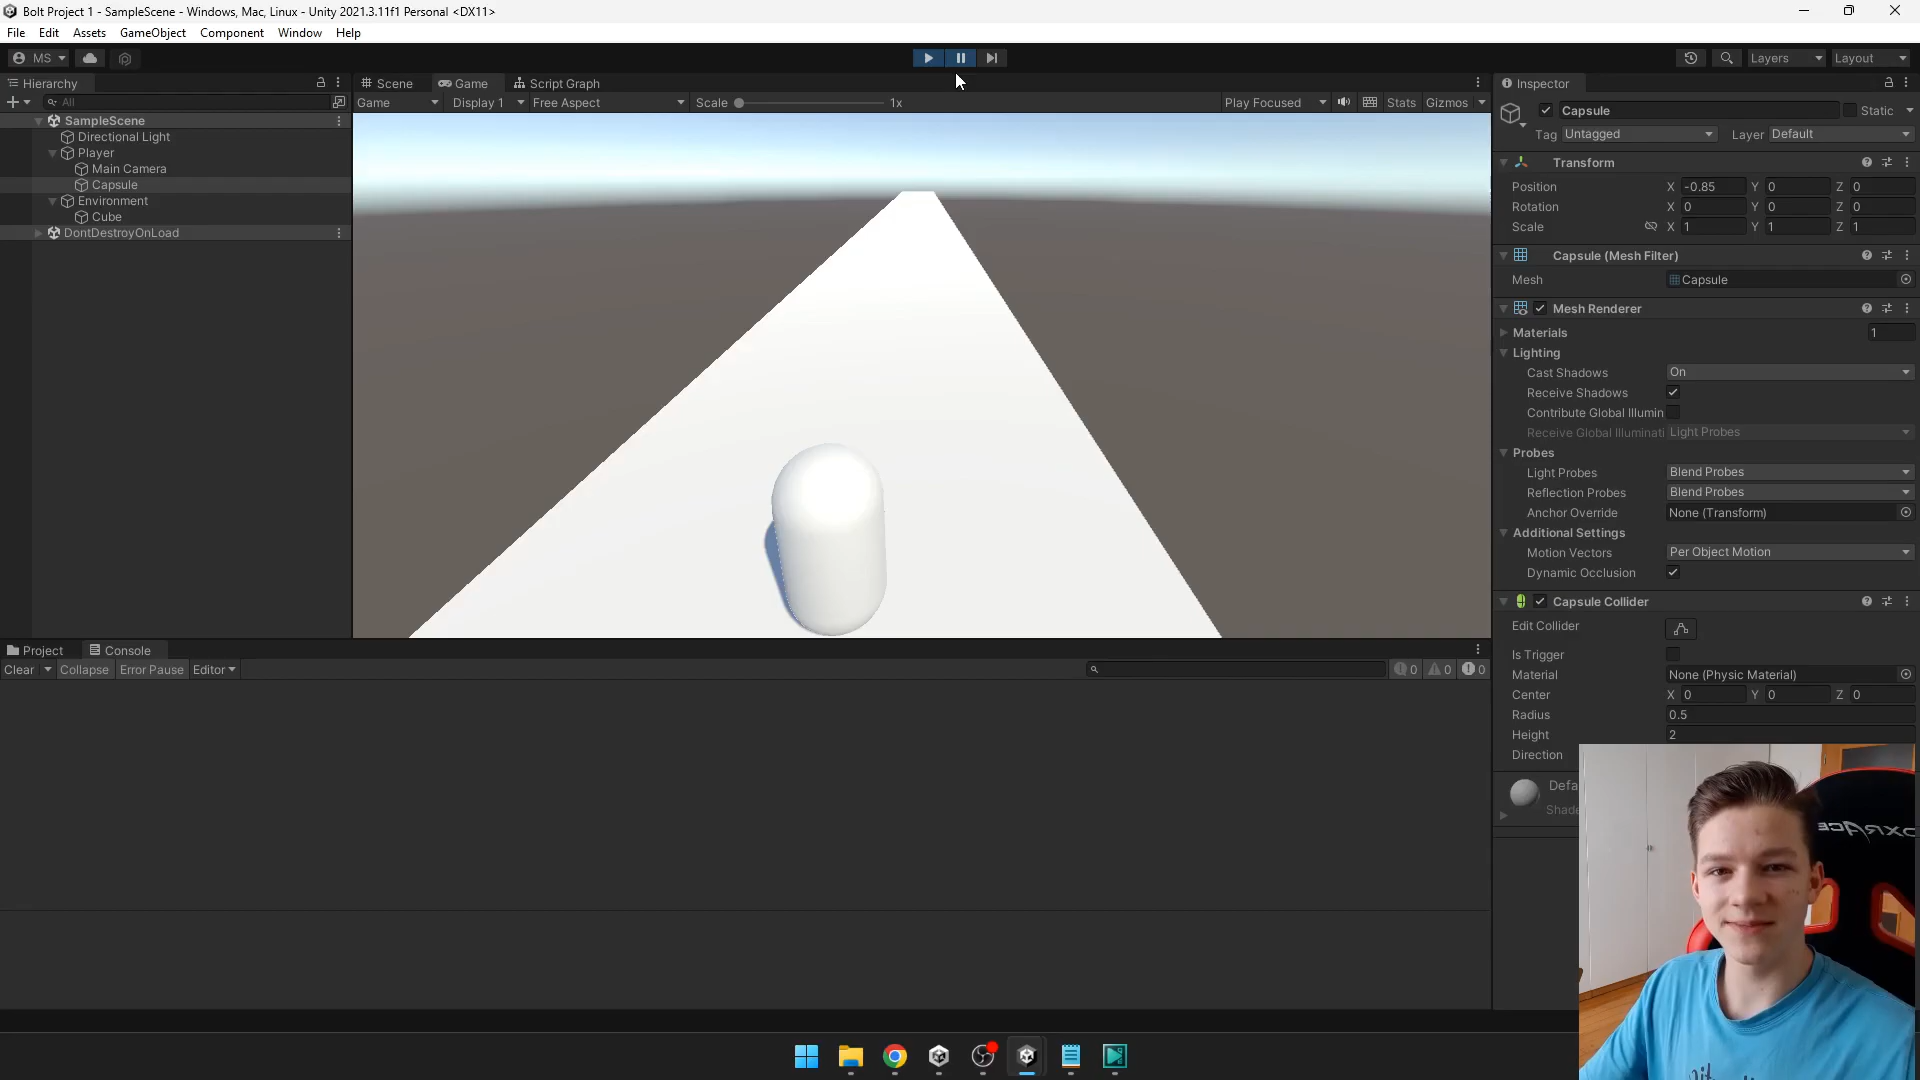 Bolt Project 1 - SampleScene - Windows, Mac, Linux - Unity 2021.3.11f1 Personal <DX11>
File Edit Assets GameObject Component Window Help
MS Layers Layout
Hierarchy Scene Game Script Graph Inspector
All Game Display 1 Free Aspect Scale 1x Play Focused Stats Gizmos Capsule Static
SampleScene
Directional Light Tag Untagged Layer Default
Player
Main Camera Transform
Capsule Position X -0.85 Y 0 Z 0
Environment Rotation X 0 Y 0 Z 0
Cube Scale X 1 Y 1 Z 1
DontDestroyOnLoad
Capsule (Mesh Filter)
Mesh Capsule
Mesh Renderer
Materials 1
Lighting
Cast Shadows On
Receive Shadows
Contribute Global Illumin
Receive Global Illuminati Light Probes
Probes
Light Probes Blend Probes
Reflection Probes Blend Probes
Anchor Override None (Transform)
Additional Settings
Motion Vectors Per Object Motion
Dynamic Occlusion
Capsule Collider
Edit Collider
Project Console Is Trigger
Clear Collapse Error Pause Editor 0 0 0
Material None (Physic Material)
Center X 0 Y 0 Z 0
Radius 0.5
Height 2
Direction
Defa
Shade